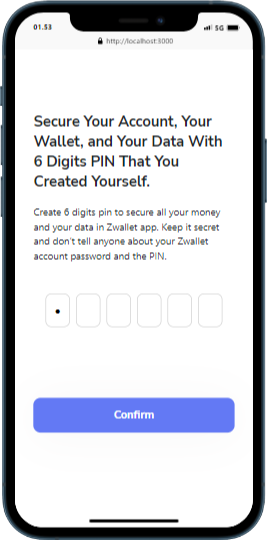 01.53
5G
http://localhost:3000
Secure Your Account, Your
Wallet, and Your Data With
6 Digits PIN That You
Created Yourself.
Create 6 digits pin to secure all your money
and your data in Zwallet app. Keep it secret
and don't tell anyone about your Zwallet
account password and the PIN.
Confirm